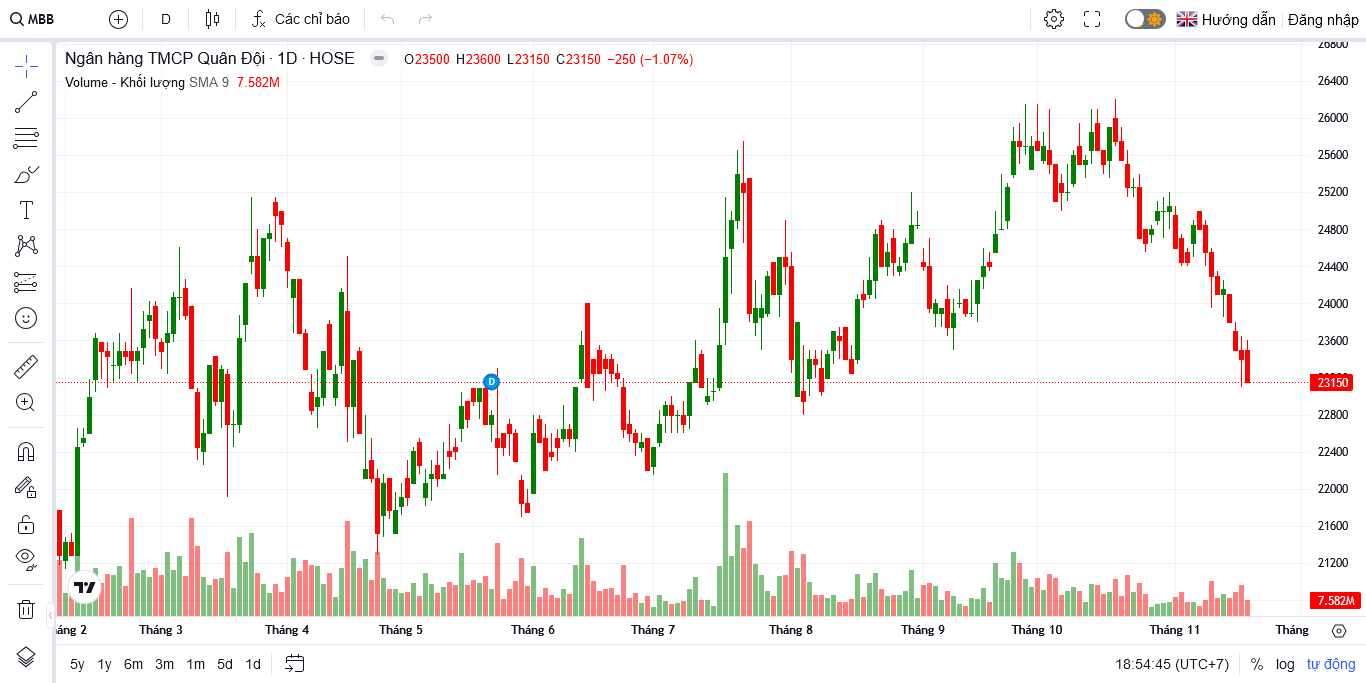 MBB D Các chỉ báo Hướng dẫn Đăng nhập
Ngân hàng TMCP Quân Đội · 1D · HOSE O23500 H23600 L23150 C23150 −250 (−1.07%)
Volume - Khối lượng SMA 9 7.582M
26800
26400
26000
25600
25200
24800
24400
24000
23600
23150
22800
22400
22000
21600
21200
7.582M
D
áng 2 Tháng 3 Tháng 4 Tháng 5 Tháng 6 Tháng 7 Tháng 8 Tháng 9 Tháng 10 Tháng 11 Tháng
5y 1y 6m 3m 1m 5d 1d 18:54:45 (UTC+7) % log tự động